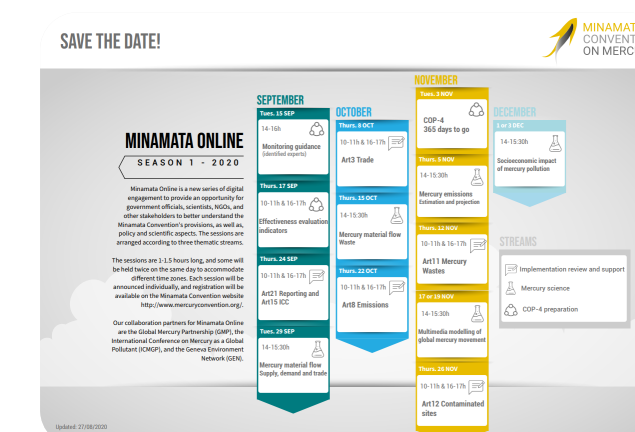 SAVE THE DATE!
MINAMAT
CONVENT
ON MERC
MINAMATA ONLINE
SEASON 1 - 2020
Minamata Online is a new series of digital
engagement to provide an opportunity for
government officials, scientists, NGOs, and
other stakeholders to better understand the
Minamata Convention's provisions, as well as,
policy and scientific aspects. The sessions are
arranged according to three thematic streams.
The sessions are 1-1.5 hours long, and some will
be held twice on the same day to accommodate
different time zones. Each session will be
announced individually, and registration will be
available on the Minamata Convention website
http://www.mercuryconvention.org/.
Our collaboration partners for Minamata Online
are the Global Mercury Partnership (GMP), the
International Conference on Mercury as a Global
Pollutant (ICMGP), and the Geneva Environment
Network (GEN).
Updated: 27/08/2020
SEPTEMBER
Tues. 15 SEP
14-16h
Monitoring guidance
(identified experts)
Thurs. 17 SEP
10-11h & 16-17h
Effectiveness evaluation
indicators
Thurs. 24 SEP
10-11h & 16-17h
Art21 Reporting and
Art15 ICC
Tues. 29 SEP
14-15:30h
Mercury material flow
Supply, demand and trade
OCTOBER
Thurs. 8 OCT
10-11h & 16-17h
Art3 Trade
Thurs. 15 OCT
14-15:30h
Mercury material flow
Waste
Thurs. 22 OCT
10-11h & 16-17h
Art8 Emissions
NOVEMBER
Tues. 3 NOV
COP-4
365 days to go
Thurs. 5 NOV
14-15:30h
Mercury emissions
Estimation and projection
Thurs. 12 NOV
10-11h & 16-17h
Art11 Mercury
Wastes
17 or 19 NOV
14-15:30h
Multimedia modelling of
global mercury movement
Thurs. 26 NOV
10-11h & 16-17h
Art12 Contaminated
sites
DECEMBER
1 or 3 DEC
14-15:30h
Socioeconomic impact
of mercury pollution
STREAMS
Implementation review and support
Mercury science
COP-4 preparation